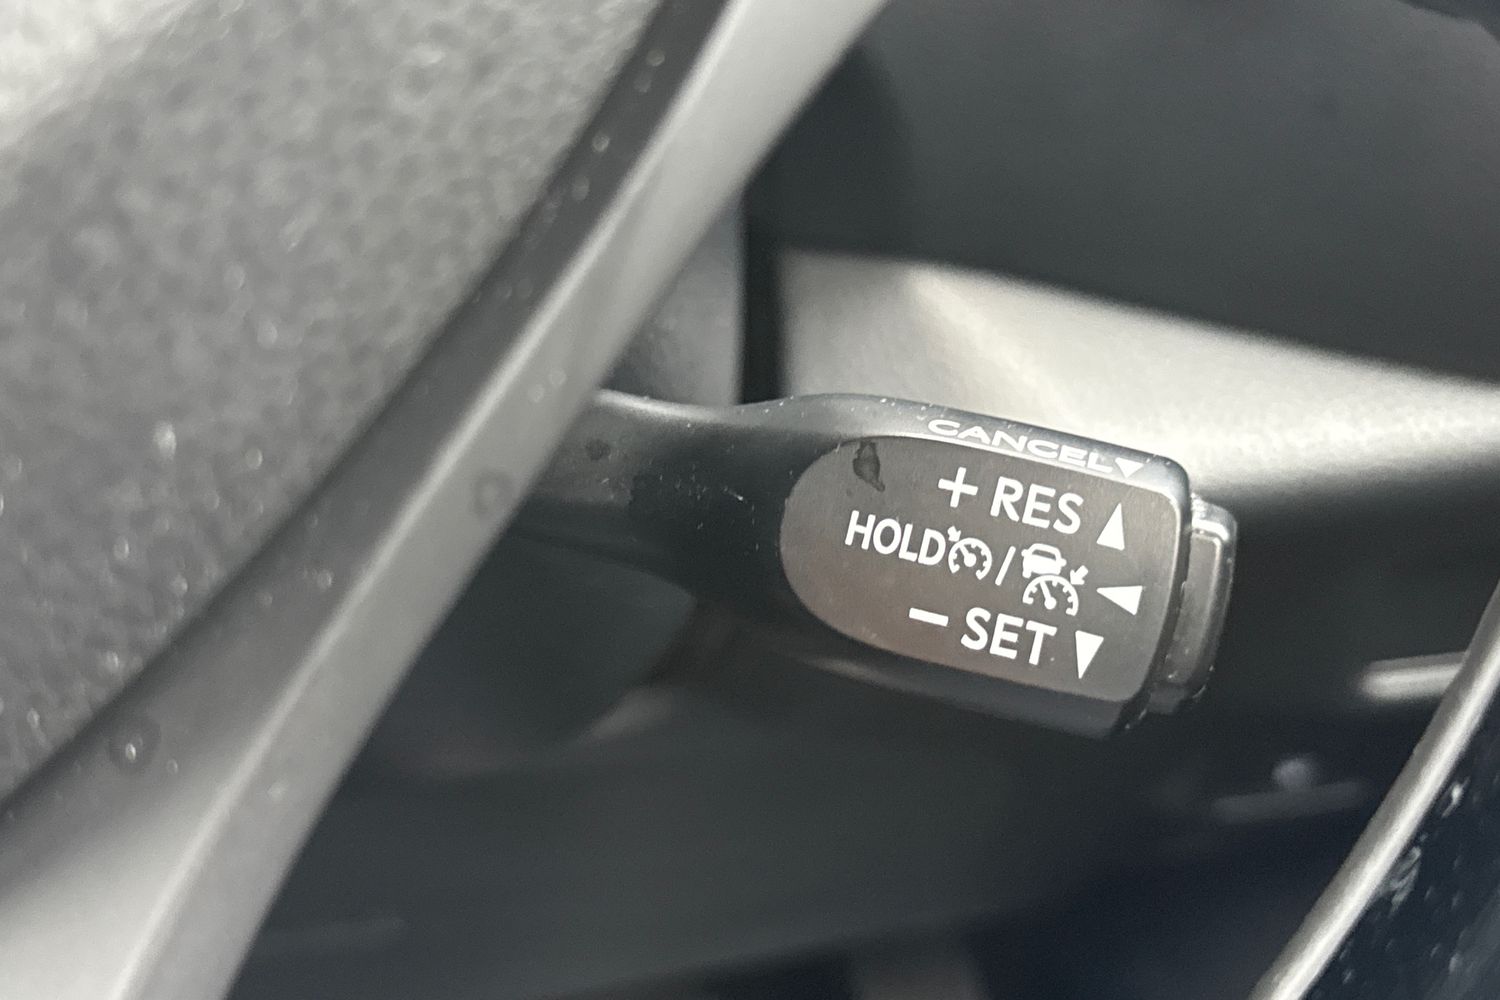 CANCEL▼
+ RES ▲
HOLD / ◀
− SET ▼